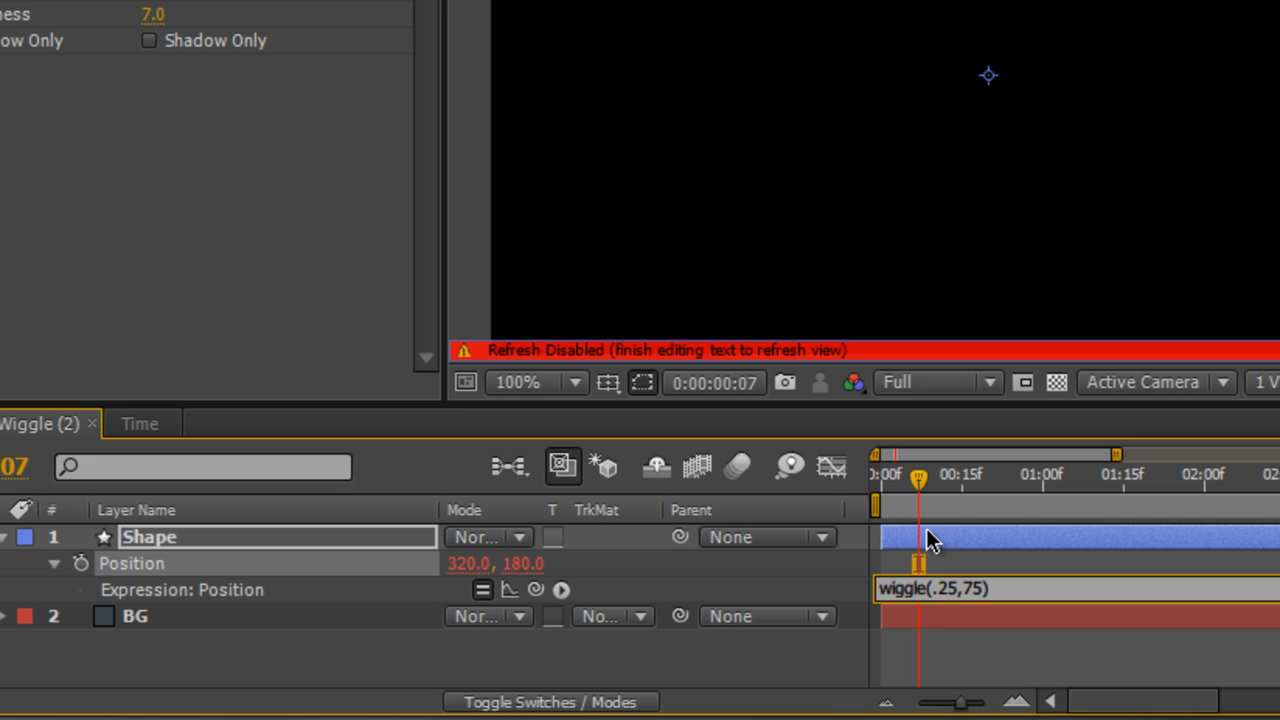 ness 7.0
ow Only Shadow Only
Refresh Disabled (finish editing text to refresh view)
100% 0:00:00:07 Full Active Camera 1 V
Wiggle (2) × Time
07
0:00f 00:15f 01:00f 01:15f 02:00f 02
# Layer Name Mode T TrkMat Parent
1 Shape Nor... None
Position 320.0, 180.0
Expression: Position wiggle(.25,75)
2 BG Nor... No... None
Toggle Switches / Modes